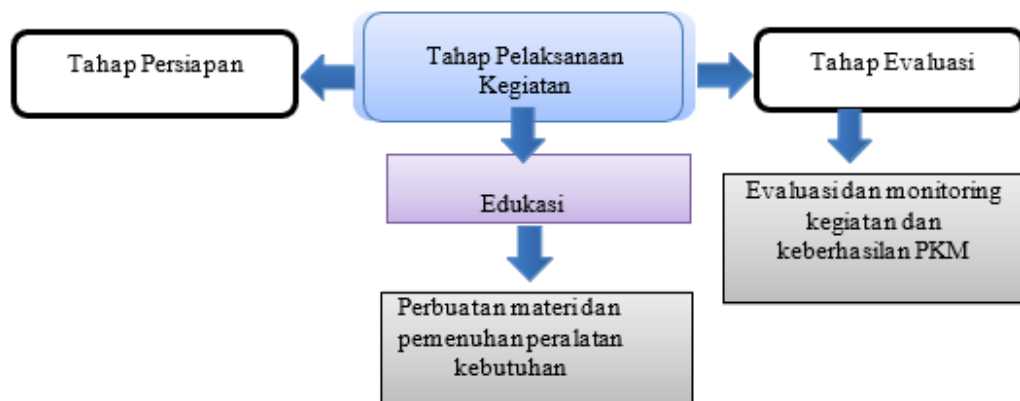 Tahap Persiapan
Tahap Pelaksanaan
Kegiatan
Tahap Evaluasi
Edukasi
Evaluasi dan monitoring
kegiatan dan
keberhasilan PKM
Perbuatan materi dan
pemenuhan peralatan
kebutuhan